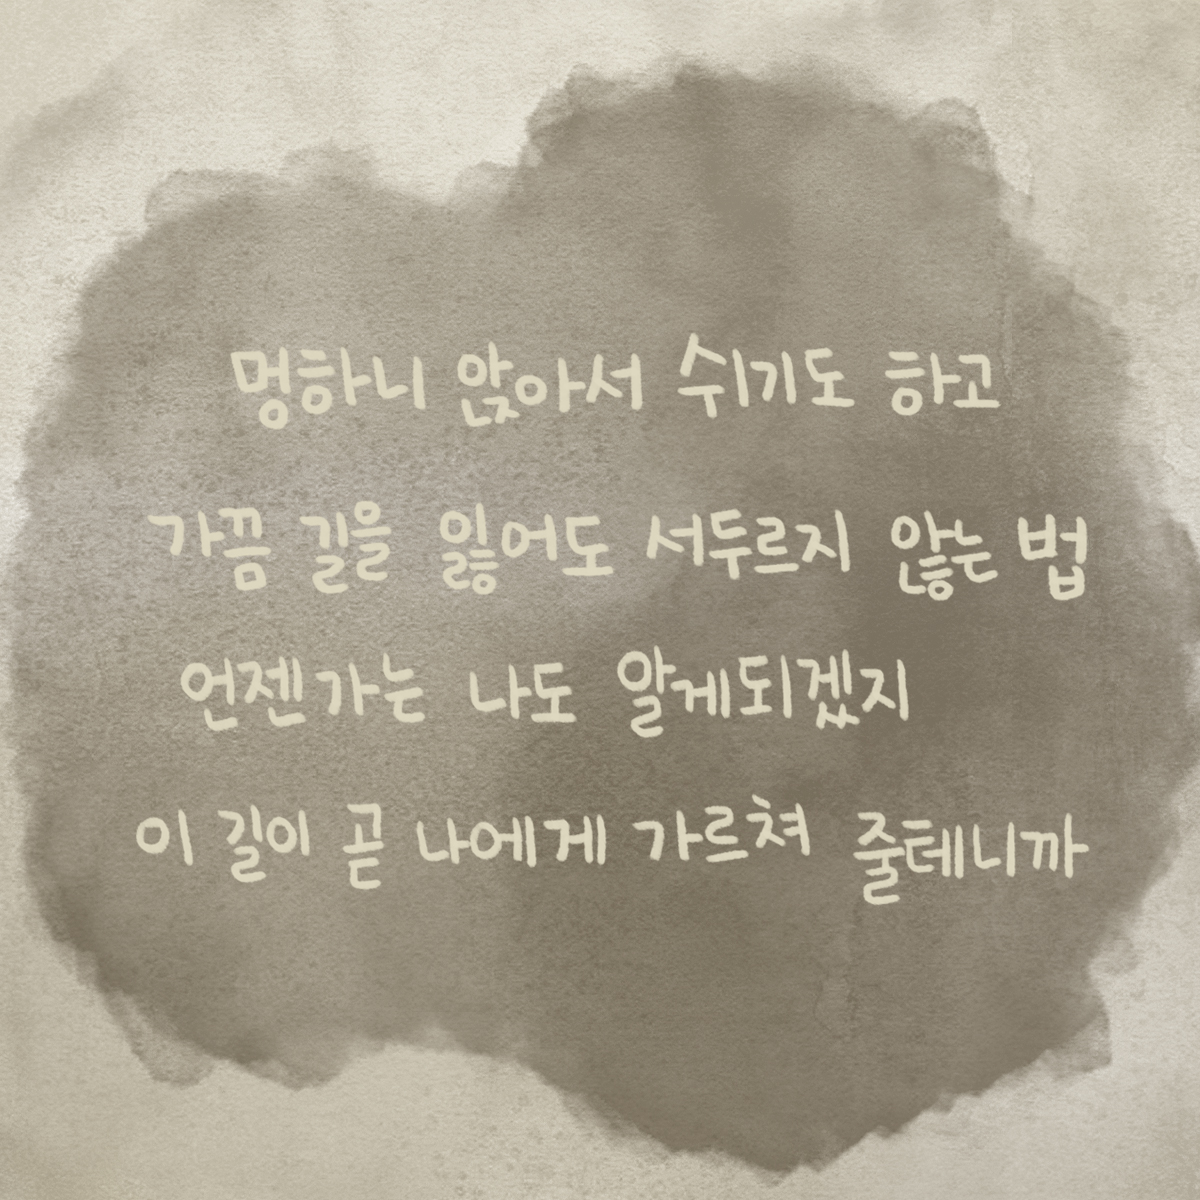 멍하니 앉아서 쉬기도 하고
가끔 길을 잃어도 서두르지 않는 법
언젠가는 나도 알게되겠지
이 길이 곧 나에게 가르쳐 줄테니까